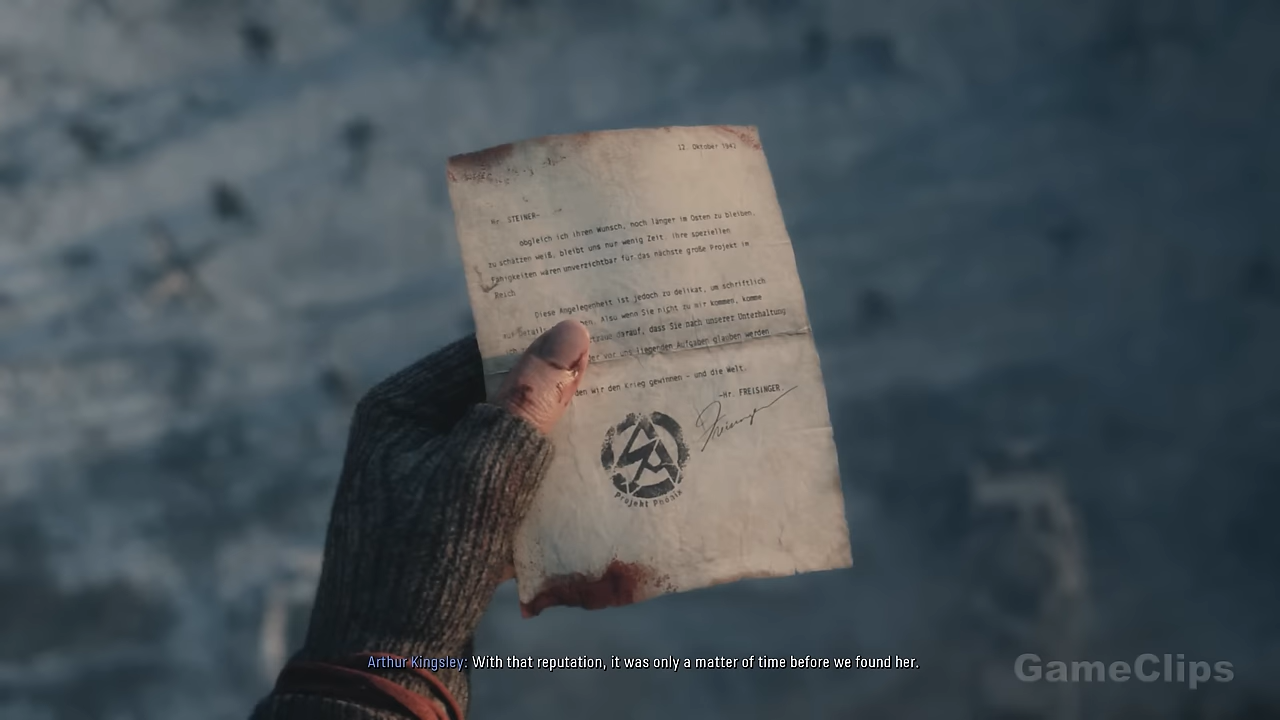 12. Oktober 1943
Hr. STEINER-
obgleich ich ihren Wunsch, noch länger im Osten zu bleiben,
zu schätzen weiß, bleibt uns nur wenig Zeit. Ihre speziellen
Fähigkeiten wären unverzichtbar für das nächste große Projekt im
Reich
Diese Angelegenheit ist jedoch zu delikat, um schriftlich
Also wenn Sie nicht zu mir kommen, komme
darauf, dass Sie nach unserer Unterhaltung
der vor uns liegenden Aufgaben glauben werden
wir den Krieg gewinnen - und die Welt.
-Hr. FREISINGER.
Freisinger
Projekt Phönix
Arthur Kingsley: With that reputation, it was only a matter of time before we found her.
GameClips